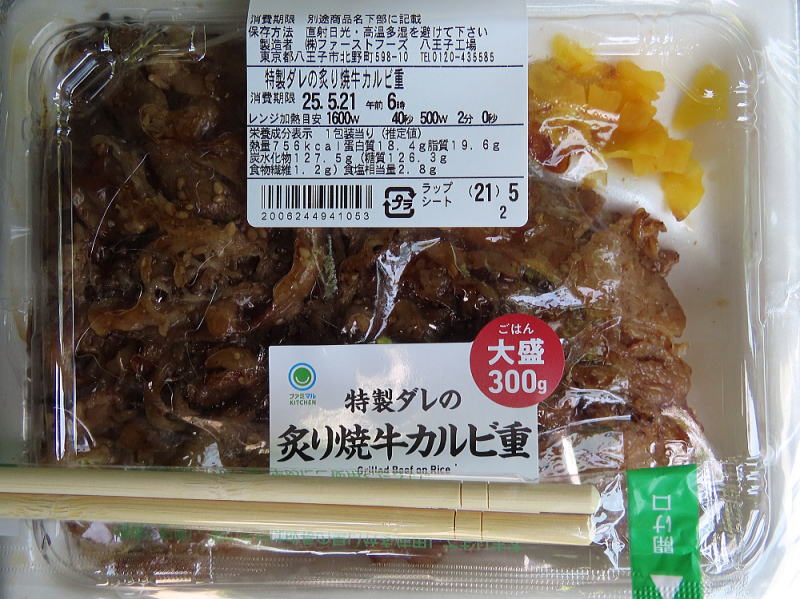 消費期限 別途商品名下部に記載
保存方法 直射日光・高温多湿を避けて下さい
製造者 ㈱ファーストフーズ 八王子工場
東京都八王子市北野町598-10 TEL0120-435585
特製ダレの炙り焼牛カルビ重
消費期限 25.5.21 午前 6時
レンジ加熱目安 1600W 40秒 500W 2分 0秒
栄養成分表示 1包装当り (推定値)
熱量756kcal蛋白質18.4g脂質19.6g
炭水化物127.5g(糖質126.3g
食物繊維1.2g)食塩相当量2.8g
2006244941053
プラ
ラップ
シート
(21) 5
2
ごはん
大盛
300g
ファミマル
KITCHEN
特製ダレの
炙り焼牛カルビ重
Grilled Beef on Rice
開け口